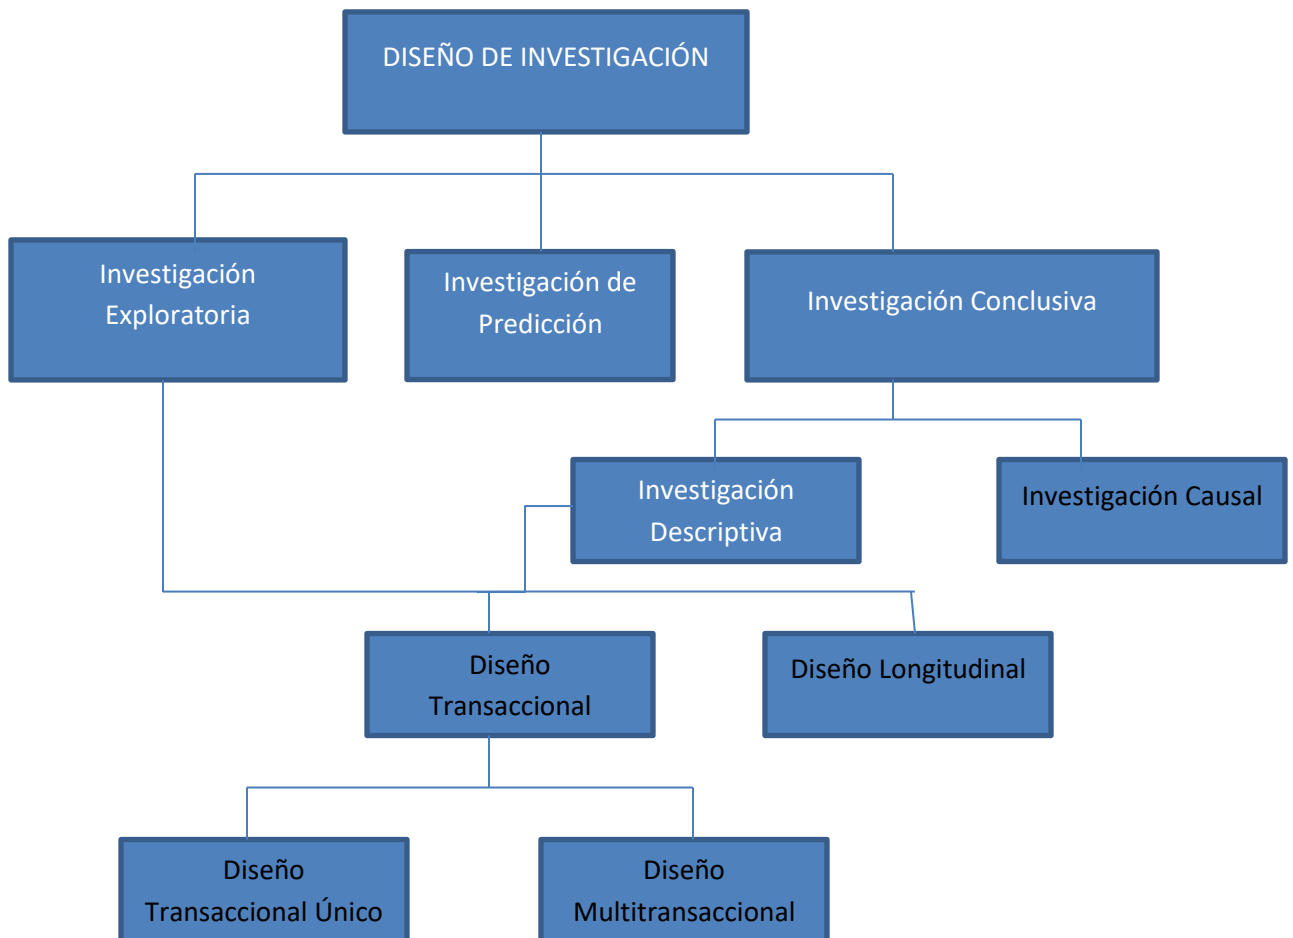 DISEÑO DE INVESTIGACIÓN
Investigación
Exploratoria
Investigación de
Predicción
Investigación Conclusiva
Investigación
Descriptiva
Investigación Causal
Diseño
Transaccional
Diseño Longitudinal
Diseño
Transaccional Único
Diseño
Multitransaccional